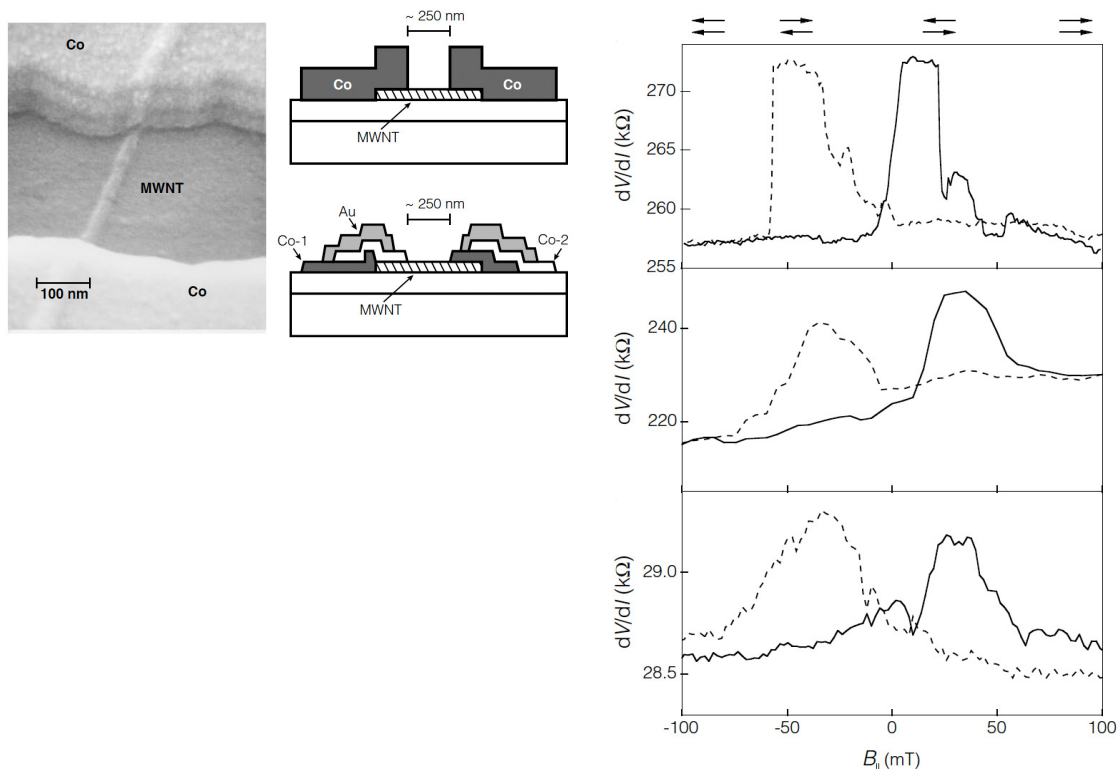 Co
MWNT
100 nm
Co
~ 250 nm
Co
Co
MWNT
~ 250 nm
Au
Co-1
Co-2
MWNT
dV/dI (kΩ)
270
265
260
255
dV/dI (kΩ)
240
220
dV/dI (kΩ)
29.0
28.5
-100
-50
0
50
100
B|| (mT)